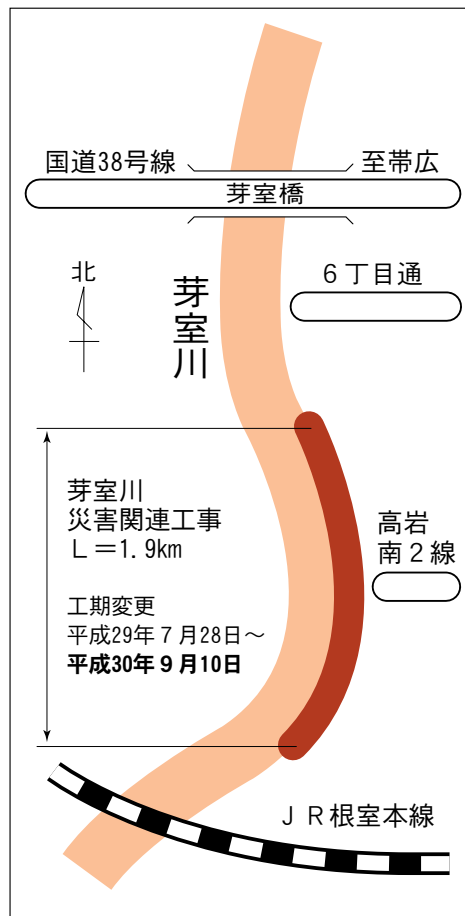 国道38号線
至帯広
芽室橋
北
6丁目通
芽室川
芽室川
災害関連工事
L=1.9km
高岩
南2線
工期変更
平成29年7月28日～
平成30年9月10日
JR根室本線